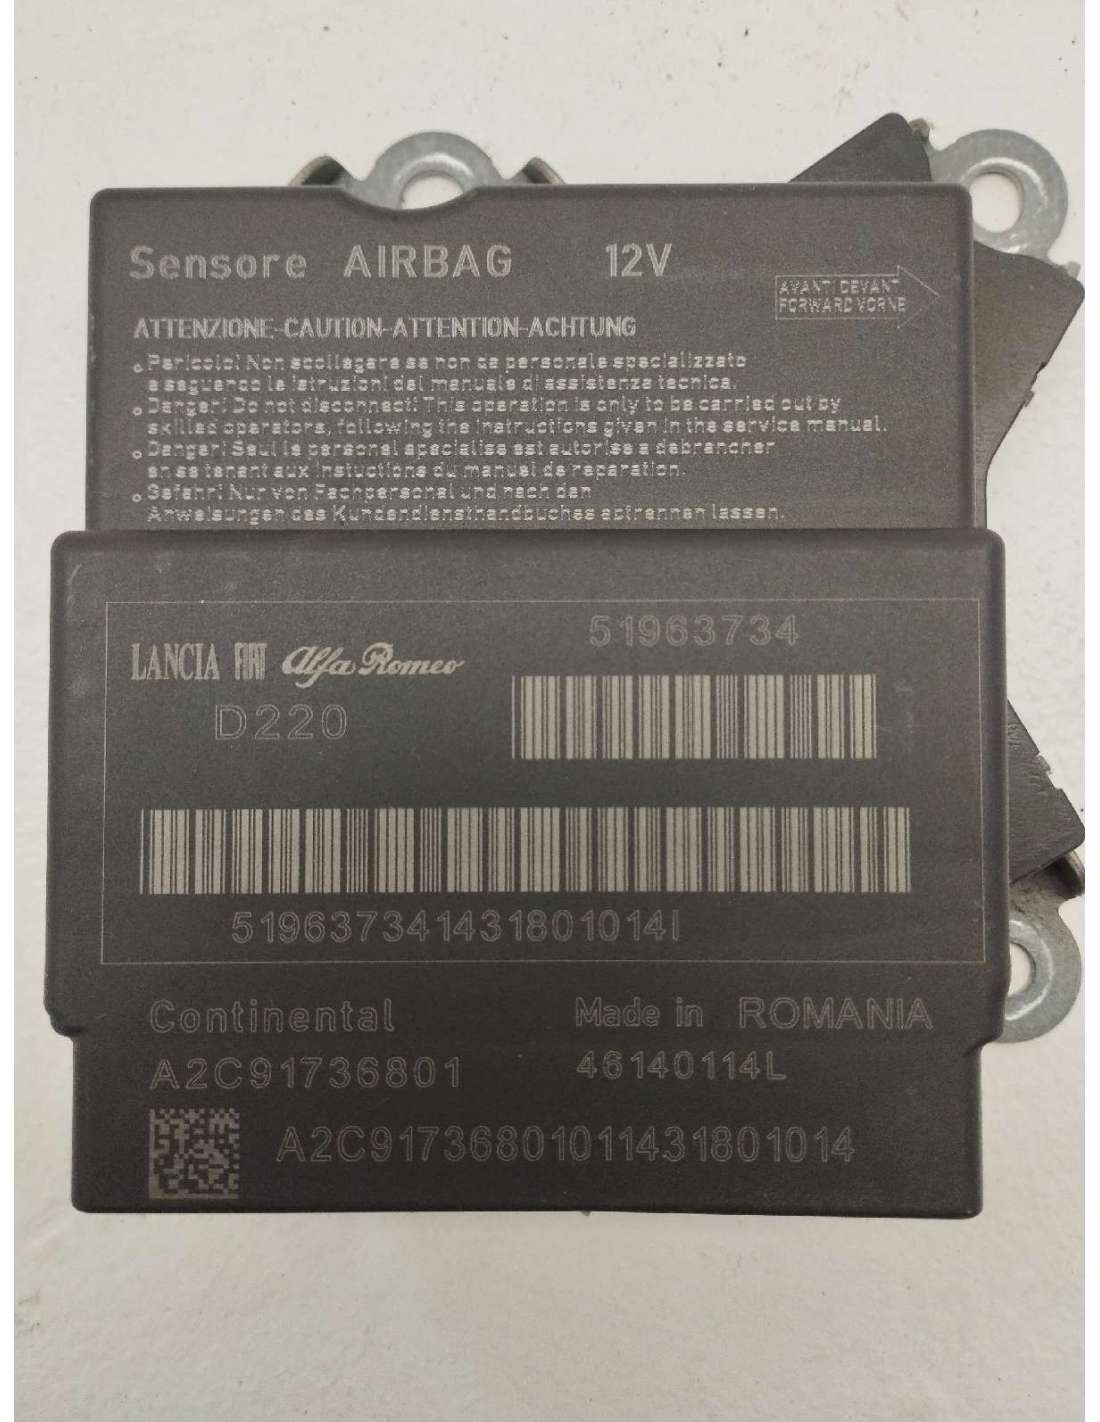 Sensore AIRBAG 12V
AVANTI DEVANT
FORWARD VORNE
ATTENZIONE-CAUTION-ATTENTION-ACHTUNG
• Pericolo! Non scollegare se non da personale specializzato
e seguendo le istruzioni del manuale di assistenza tecnica.
• Danger! Do not disconnect! This operation is only to be carried out by
skilled operators, following the instructions given in the service manual.
• Danger! Seul le personal specialise est autorise a debrancher
en se tenant aux instuctions du manuel de reparation.
• Gefahr! Nur von Fachpersonal und nach den
Anweisungen des Kundendiensthandbuches abtrennen lassen.
51963734
LANCIA FIAT Alfa Romeo
D220
519637341431801014I
Continental Made in ROMANIA
A2C91736801 46140114L
A2C9173680101143180101​4